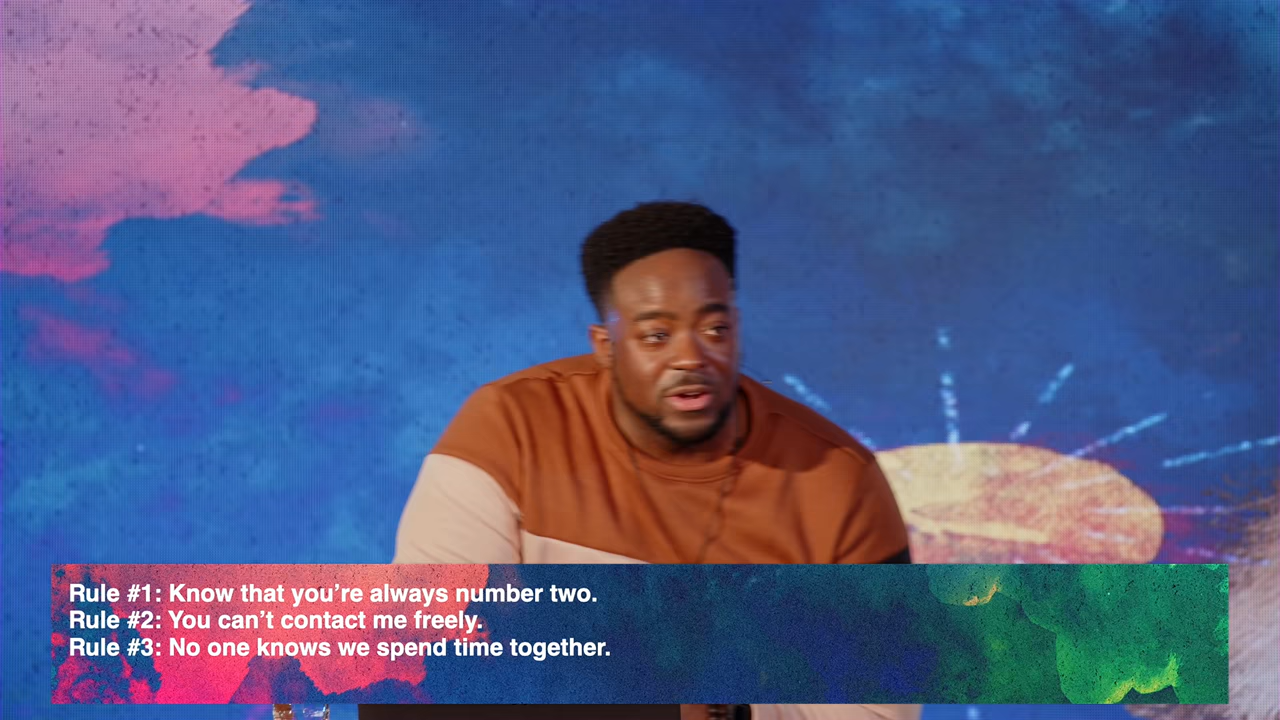 Rule #1: Know that you’re always number two.
Rule #2: You can’t contact me freely.
Rule #3: No one knows we spend time together.